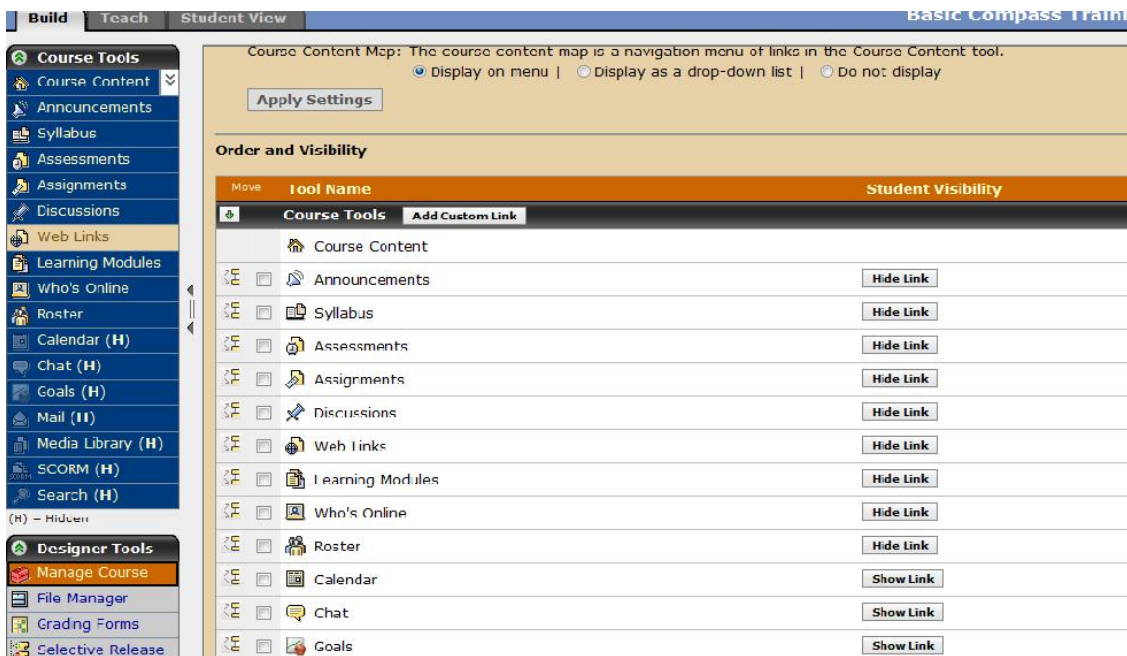 Build Teach Student View Basic Compass Traini
Course Tools
Course Content
Announcements
Syllabus
Assessments
Assignments
Discussions
Web Links
Learning Modules
Who's Online
Roster
Calendar (H)
Chat (H)
Goals (H)
Mail (H)
Media Library (H)
SCORM (H)
Search (H)
(H) – Hidden
Designer Tools
Manage Course
File Manager
Grading Forms
Selective Release
Course Content Map: The course content map is a navigation menu of links in the Course Content tool.
Display on menu | Display as a drop-down list | Do not display
Apply Settings
Order and Visibility
Move Tool Name Student Visibility
Course Tools Add Custom Link
Course Content
Announcements Hide Link
Syllabus Hide Link
Assessments Hide Link
Assignments Hide Link
Discussions Hide Link
Web Links Hide Link
Learning Modules Hide Link
Who's Online Hide Link
Roster Hide Link
Calendar Show Link
Chat Show Link
Goals Show Link